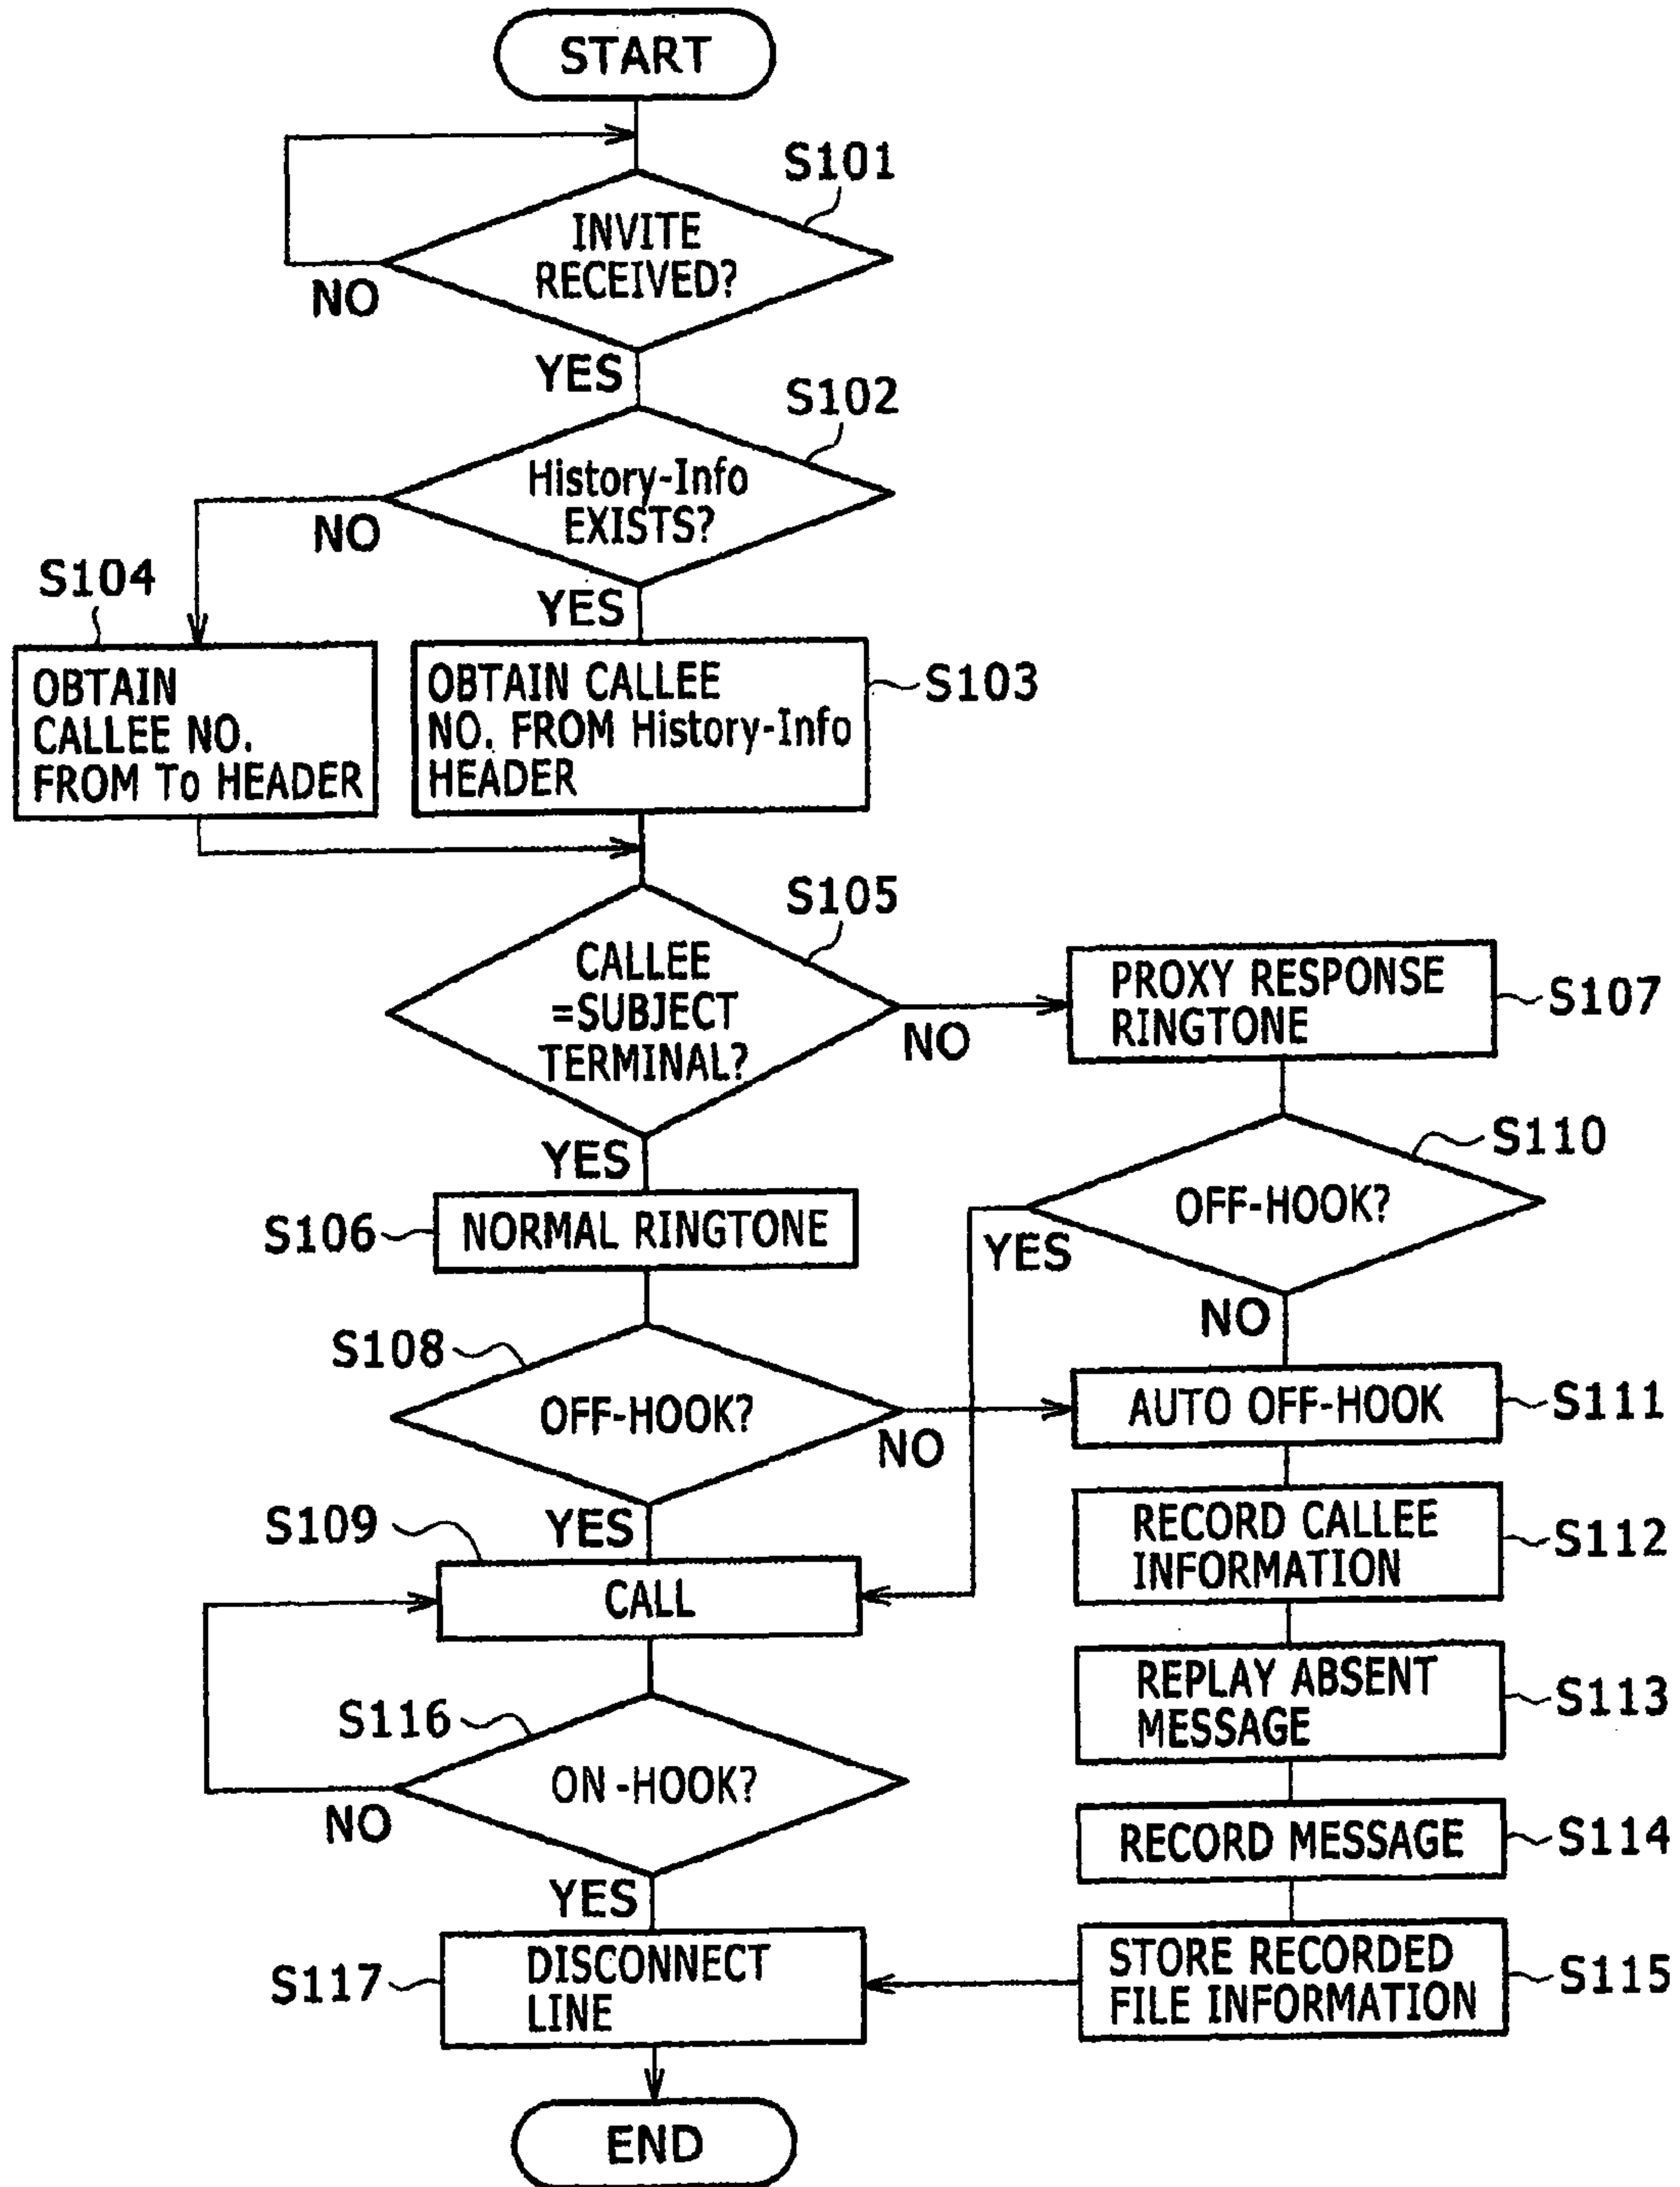 START
S101
INVITE
RECEIVED?
NO
YES
S102
History-Info
EXISTS?
NO
YES
S104
OBTAIN
CALLEE NO.
FROM To HEADER
OBTAIN CALLEE
NO. FROM History-Info
HEADER
S103
S105
CALLEE
=SUBJECT
TERMINAL?
NO
YES
PROXY RESPONSE
RINGTONE
S107
S110
OFF-HOOK?
YES
NO
S106
NORMAL RINGTONE
S108
OFF-HOOK?
NO
YES
AUTO OFF-HOOK
S111
S109
CALL
RECORD CALLEE
INFORMATION
S112
REPLAY ABSENT
MESSAGE
S113
S116
ON-HOOK?
NO
YES
RECORD MESSAGE
S114
S117
DISCONNECT
LINE
STORE RECORDED
FILE INFORMATION
S115
END